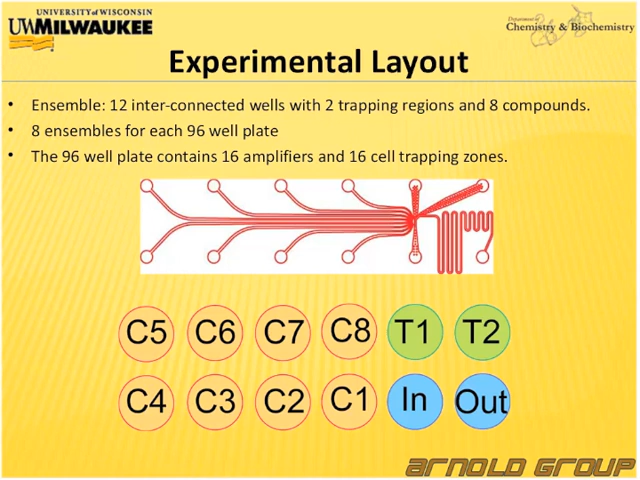 UNIVERSITY of WISCONSIN
UWMILWAUKEE
Department of
Chemistry & Biochemistry
Experimental Layout
• Ensemble: 12 inter-connected wells with 2 trapping regions and 8 compounds.
• 8 ensembles for each 96 well plate
• The 96 well plate contains 16 amplifiers and 16 cell trapping zones.
C5 C6 C7 C8 T1 T2
C4 C3 C2 C1 In Out
ARNOLD GROUP